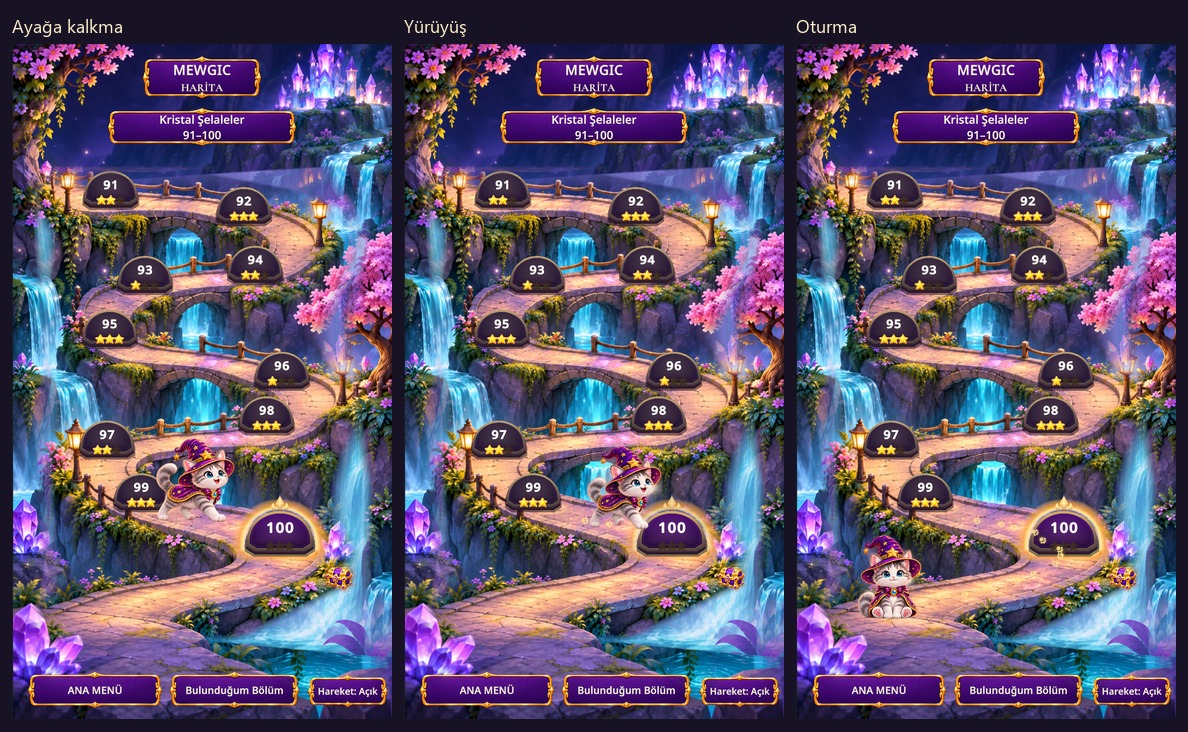 Ayağa kalkma
MEWGIC
HARİTA
Kristal Şelaleler
91–100
91
92
93
94
95
96
98
97
99
100
ANA MENÜ
Bulunduğum Bölüm
Hareket: Açık
Yürüyüş
MEWGIC
HARİTA
Kristal Şelaleler
91–100
91
92
93
94
95
96
98
97
99
100
ANA MENÜ
Bulunduğum Bölüm
Hareket: Açık
Oturma
MEWGIC
HARİTA
Kristal Şelaleler
91–100
91
92
93
94
95
96
98
97
99
100
ANA MENÜ
Bulunduğum Bölüm
Hareket: Açık